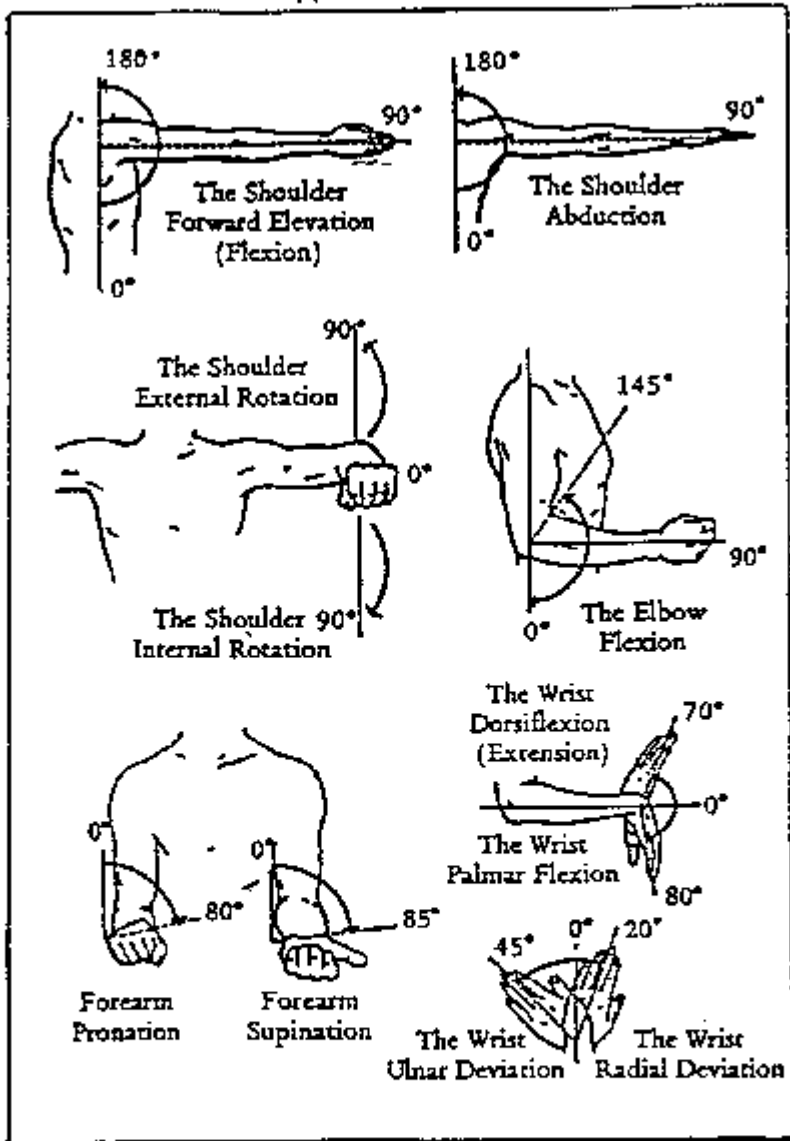 180°
90°
The Shoulder
Forward Elevation
(Flexion)
0°
180°
90°
The Shoulder
Abduction
0°
90°
The Shoulder
External Rotation
0°
The Shoulder 90°
Internal Rotation
145°
90°
0°
The Elbow
Flexion
0°
80°
Forearm
Pronation
0°
85°
Forearm
Supination
The Wrist
Dorsiflexion
(Extension)
70°
0°
The Wrist
Palmar Flexion
80°
45°
0°
20°
The Wrist
Ulnar Deviation
The Wrist
Radial Deviation